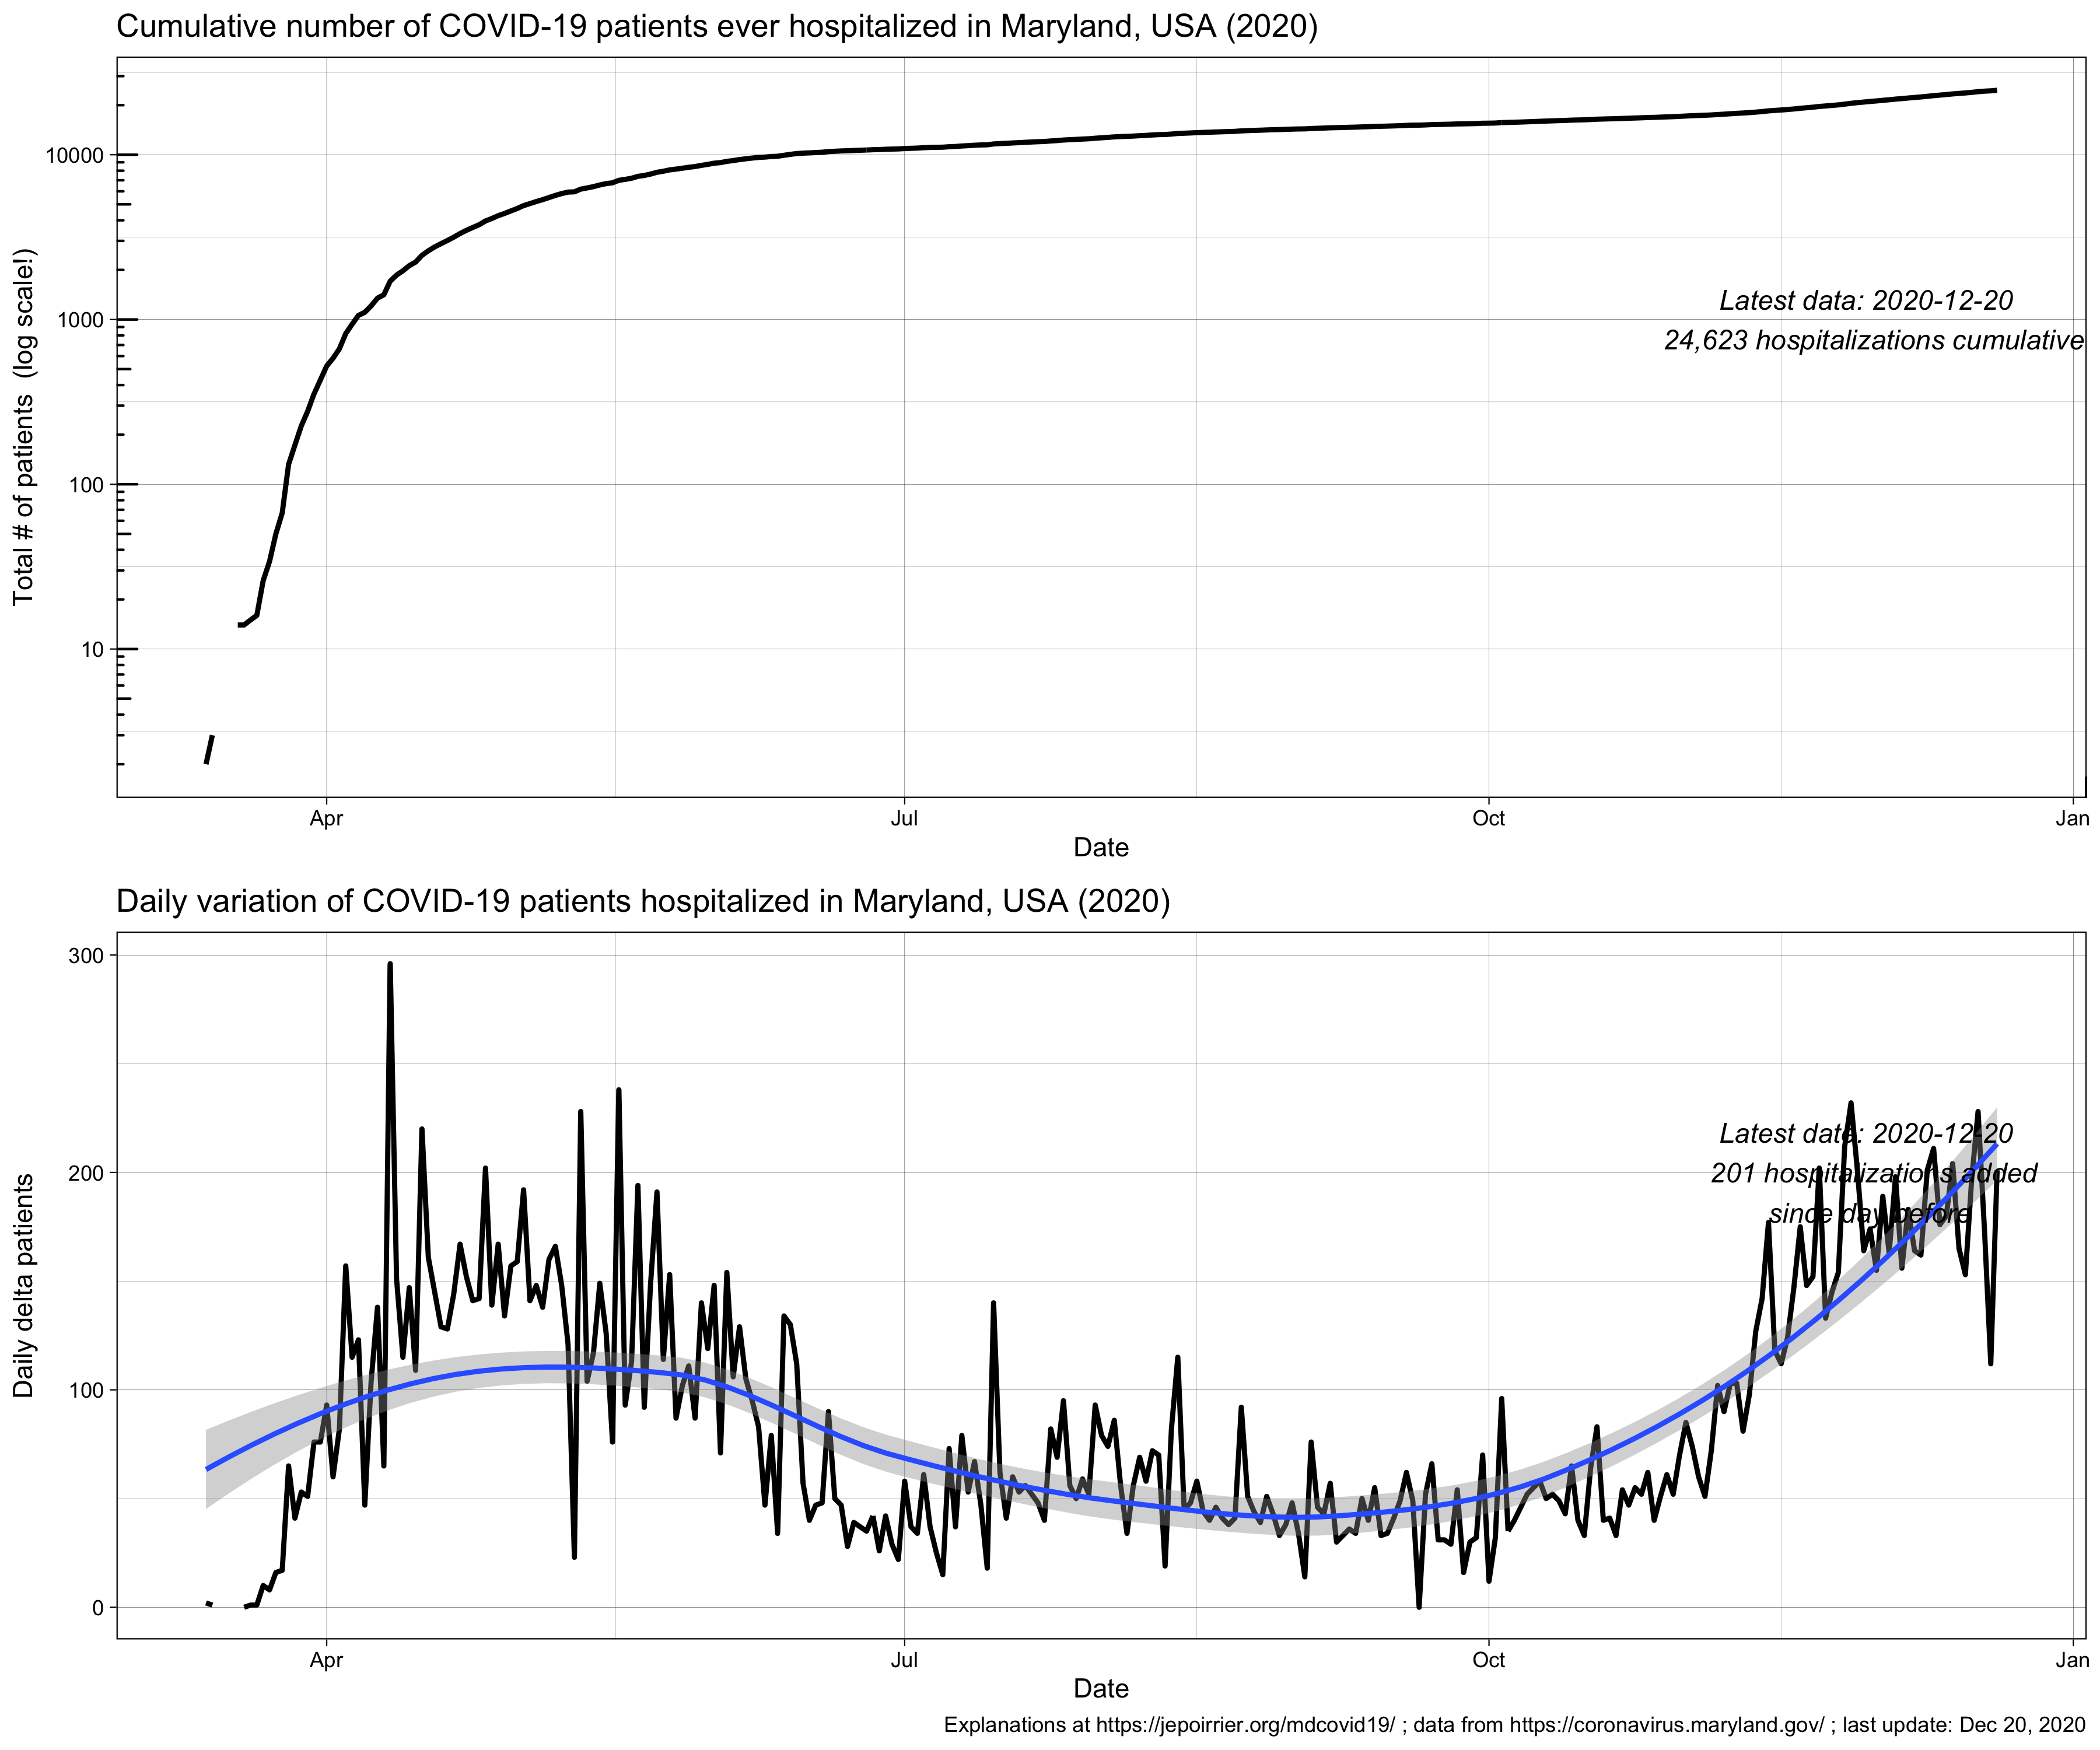 Cumulative number of COVID-19 patients ever hospitalized in Maryland, USA (2020)
Total # of patients  (log scale!)
10000
1000
100
10
Latest data: 2020-12-20
24,623 hospitalizations cumulative
Apr
Jul
Oct
Jan
Date
Daily variation of COVID-19 patients hospitalized in Maryland, USA (2020)
Daily delta patients
300
200
100
0
Latest date: 2020-12-20
201 hospitalizations added
since day before
Apr
Jul
Oct
Jan
Date
Explanations at https://jepoirrier.org/mdcovid19/ ; data from https://coronavirus.maryland.gov/ ; last update: Dec 20, 2020